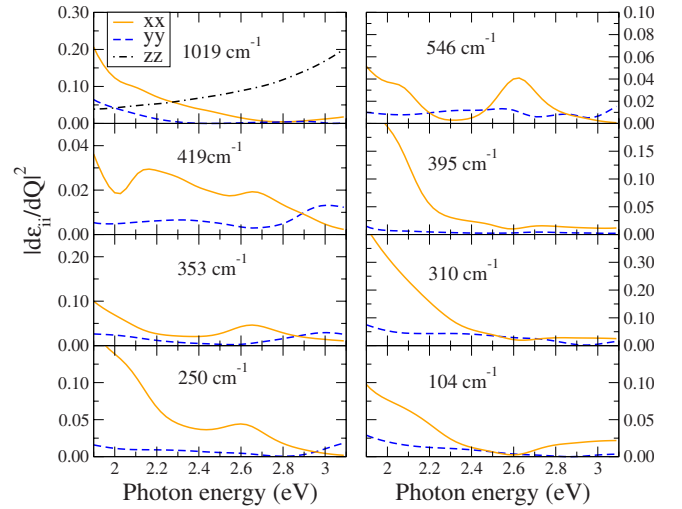 |dε_ii/dQ|²
xx
yy
zz
1019 cm⁻¹
0.30
0.20
0.10
0.00
546 cm⁻¹
0.10
0.08
0.06
0.04
0.02
0.00
419cm⁻¹
0.04
0.02
0.00
395 cm⁻¹
0.15
0.10
0.05
0.00
353 cm⁻¹
0.20
0.10
0.00
310 cm⁻¹
0.30
0.20
0.10
0.00
250 cm⁻¹
0.10
0.05
0.00
104 cm⁻¹
0.15
0.10
0.05
0.00
2 2.2 2.4 2.6 2.8 3
2 2.2 2.4 2.6 2.8 3
Photon energy (eV)
Photon energy (eV)